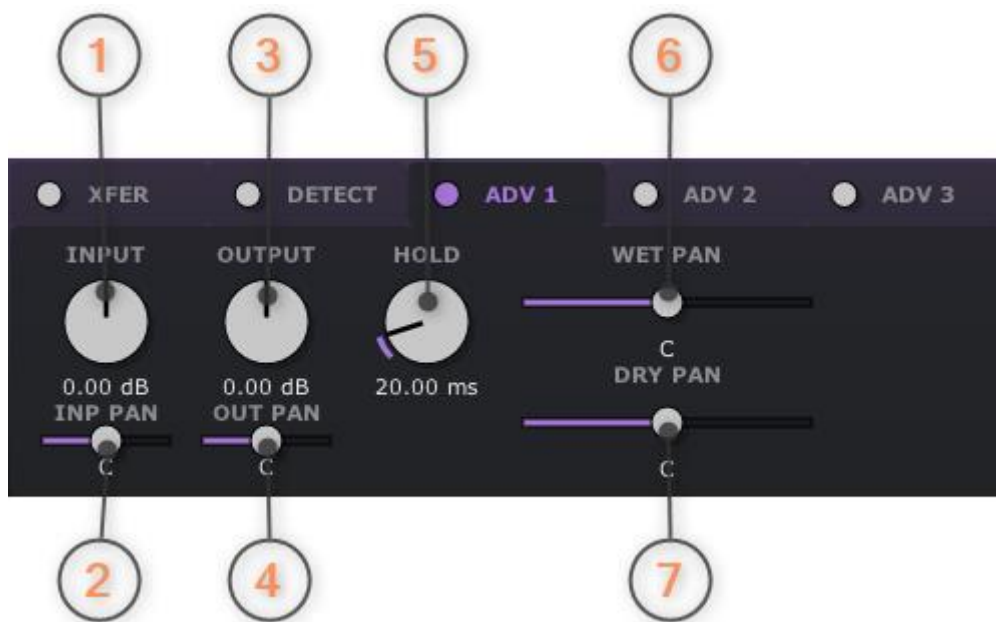 1 3 5 6
XFER DETECT ADV 1 ADV 2 ADV 3
INPUT OUTPUT HOLD WET PAN
0.00 dB 0.00 dB 20.00 ms C
INP PAN OUT PAN DRY PAN
C C C
2 4 7